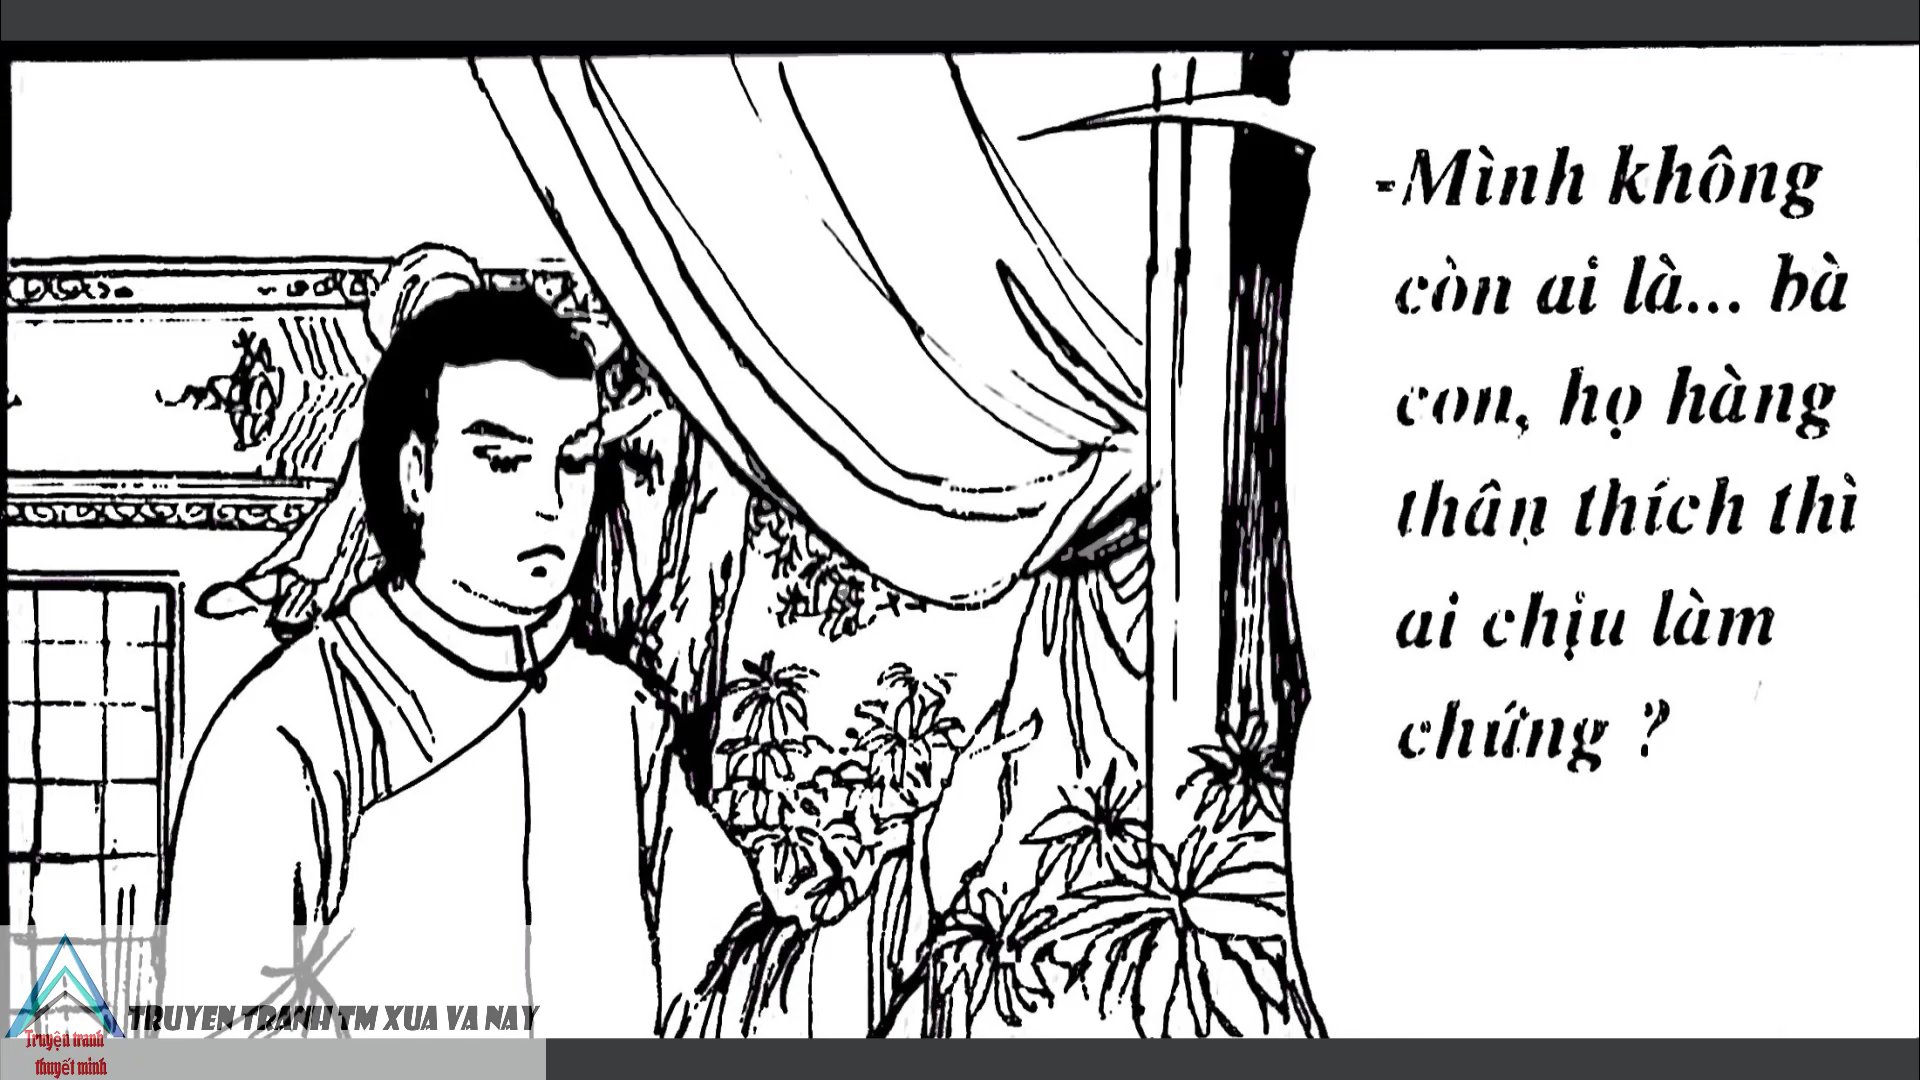 -Mình không
còn ai là... bà
con, họ hàng
thân thích thì
ai chịu làm
chứng ?
TRUYEN TRANH TM XUA VA NAY
Truyện tranh
thuyết minh